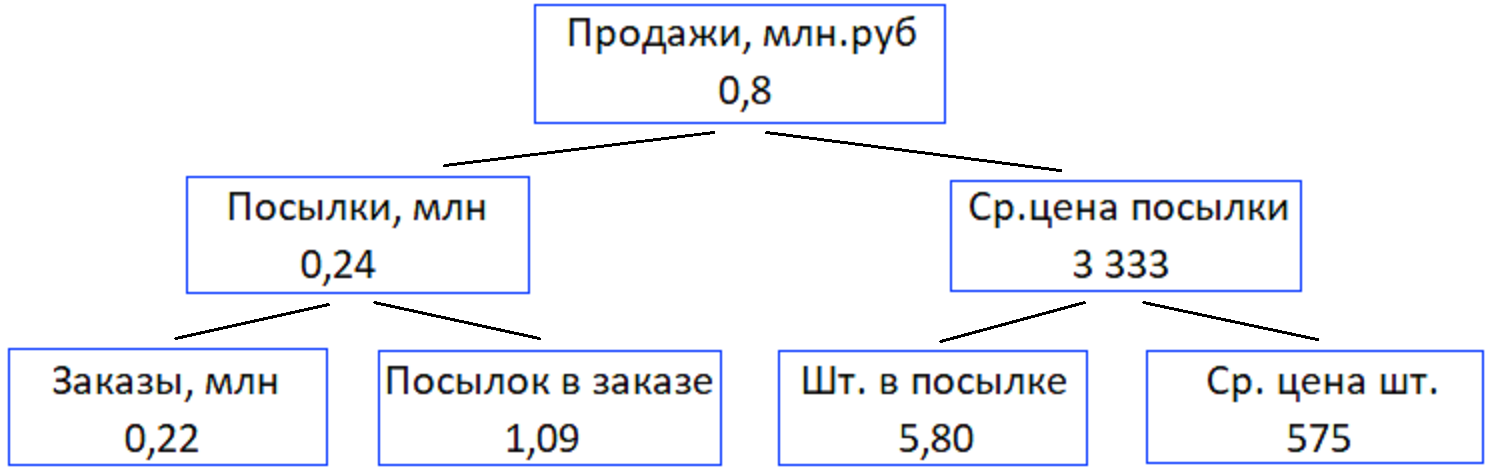 Продажи, млн.руб
0,8
Посылки, млн
0,24
Ср.цена посылки
3 333
Заказы, млн
0,22
Посылок в заказе
1,09
Шт. в посылке
5,80
Ср. цена шт.
575